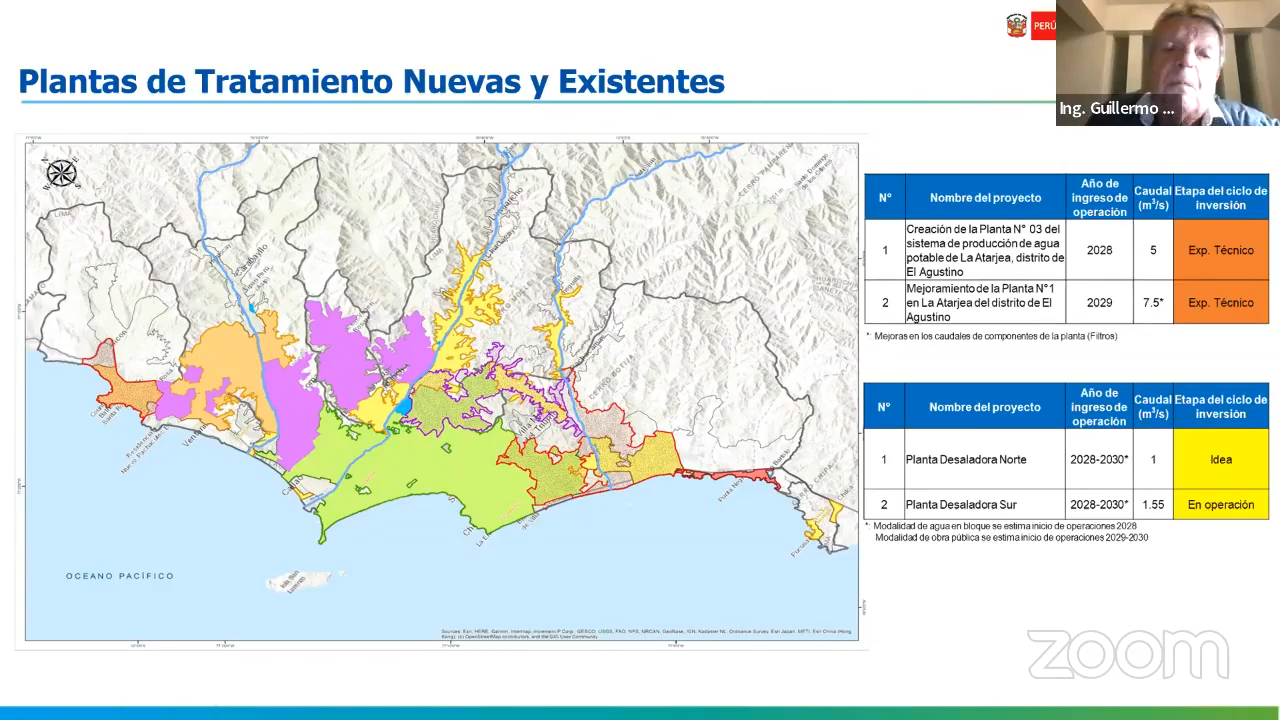 PERÚ
Ing. Guillermo ...
Plantas de Tratamiento Nuevas y Existentes
N°
Nombre del proyecto
Año de
ingreso de
operación
Caudal
(m³/s)
Etapa del ciclo de
inversión
1
Creación de la Planta N° 03 del
sistema de producción de agua
potable de La Atarjea, distrito de
El Agustino
2028
5
Exp. Técnico
2
Mejoramiento de la Planta N°1
en La Atarjea del distrito de El
Agustino
2029
7.5*
Exp. Técnico
*: Mejoras en los caudales de componentes de la planta (Filtros)
N°
Nombre del proyecto
Año de
ingreso de
operación
Caudal
(m³/s)
Etapa del ciclo de
inversión
1
Planta Desaladora Norte
2028-2030*
1
Idea
2
Planta Desaladora Sur
2028-2030*
1.55
En operación
*: Modalidad de agua en bloque se estima inicio de operaciones 2028
Modalidad de obra pública se estima inicio de operaciones 2029-2030
LIMA
Carabayllo
CERRO PAMPARENA
OCEANO PACÍFICO
Isla San
Lorenzo
zoom